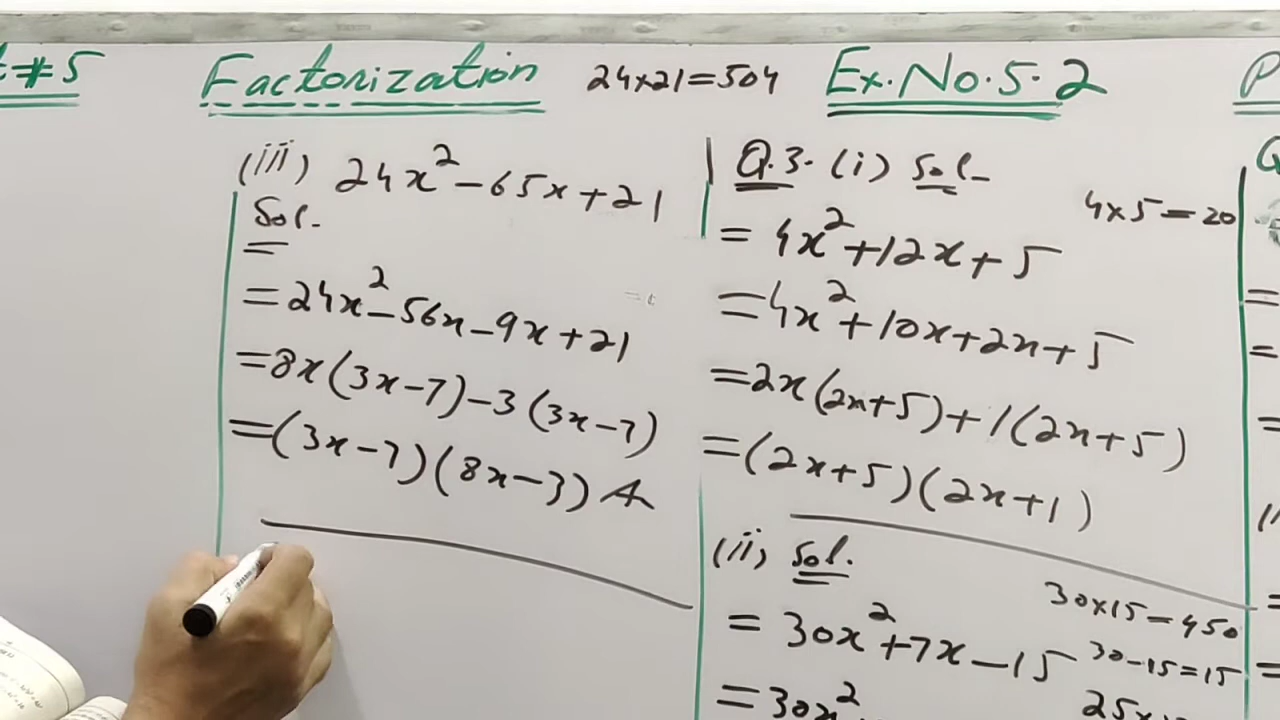 t#5
Factorization
24×21=504
Ex.No.5.2
(iii) 24x²-65x+21
Sol.
=24x²-56x-9x+21
=8x(3x-7)-3(3x-7)
=(3x-7)(8x-3) A
Q.3. (i) Sol.
4×5=20
= 4x²+12x+5
=4x²+10x+2x+5
=2x(2x+5)+1(2x+5)
=(2x+5)(2x+1)
(ii) Sol.
30×15=450
= 30x²+7x-15
30-15=15
=30x²
P
Q
=
=
=
=
=